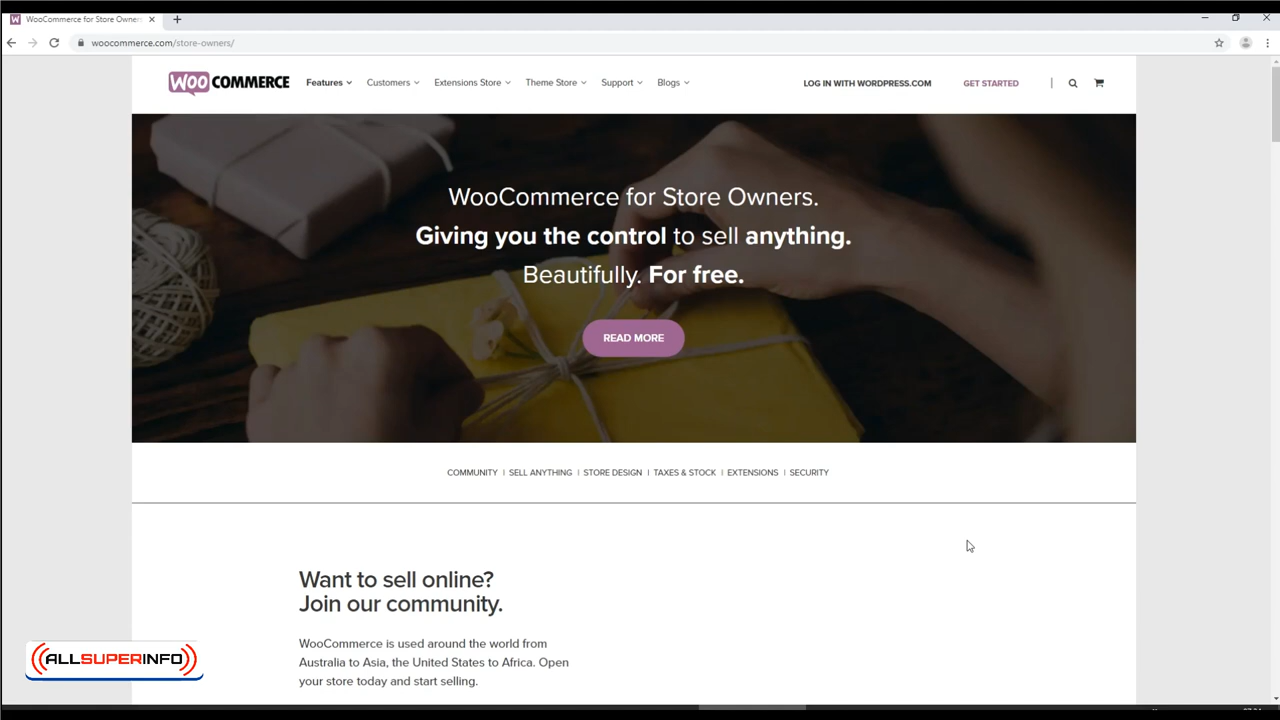 WooCommerce for Store Owners
woocommerce.com/store-owners/
WOOCOMMERCE Features Customers Extensions Store Theme Store Support Blogs LOG IN WITH WORDPRESS.COM GET STARTED |
WooCommerce for Store Owners.
Giving you the control to sell anything.
Beautifully. For free.
READ MORE
COMMUNITY | SELL ANYTHING | STORE DESIGN | TAXES & STOCK | EXTENSIONS | SECURITY
Want to sell online?
Join our community.
WooCommerce is used around the world from
Australia to Asia, the United States to Africa. Open
your store today and start selling.
((ALLSUPERINFO))